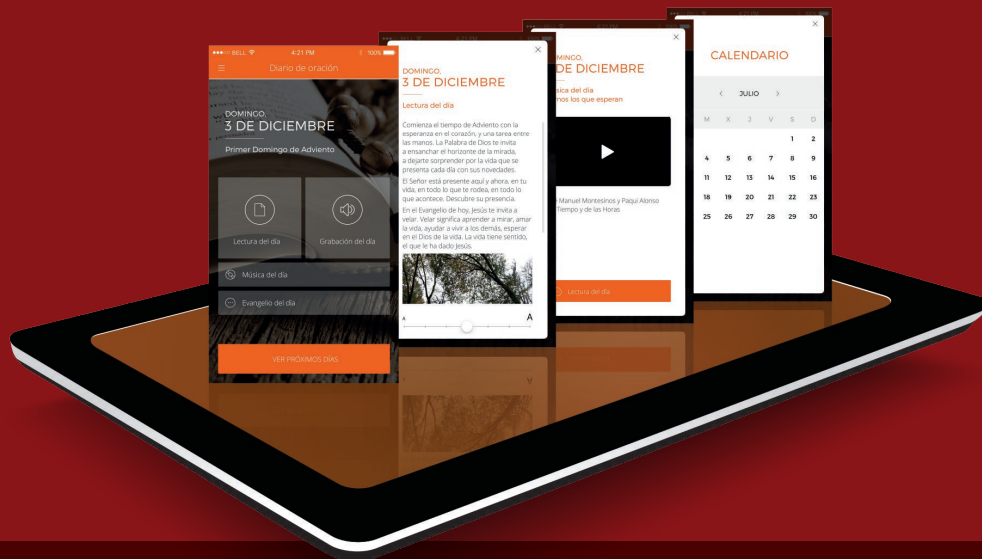 BELL 4:21 PM 100%
Diario de oración
DOMINGO,
3 DE DICIEMBRE
Primer Domingo de Adviento
Lectura del día
Grabación del día
Música del día
Evangelio del día
VER PRÓXIMOS DÍAS
DOMINGO,
3 DE DICIEMBRE
Lectura del día
Comienza el tiempo de Adviento con la
esperanza en el corazón, y una tarea entre
las manos. La Palabra de Dios te invita
a ensanchar el horizonte de la mirada,
a dejarte sorprender por la vida que se
presenta cada día con sus novedades.
El Señor está presente aquí y ahora, en tu
vida, en todo lo que te rodea, en todo lo
que acontece. Descubre su presencia.
En el Evangelio de hoy, Jesús te invita a
velar. Velar significa aprender a mirar, amar
la vida, ayudar a vivir a los demás, esperar
en el Dios de la vida. La vida tiene sentido,
el que le ha dado Jesús.
A A
MINGO,
DE DICIEMBRE
sica del día
nos los que esperan
Manuel Montesinos y Paqui Alonso
Tiempo y de las Horas
Lectura del día
4:21 PM
CALENDARIO
< JULIO >
M X J V S D
1 2
4 5 6 7 8 9
11 12 13 14 15 16
18 19 20 21 22 23
25 26 27 28 29 30